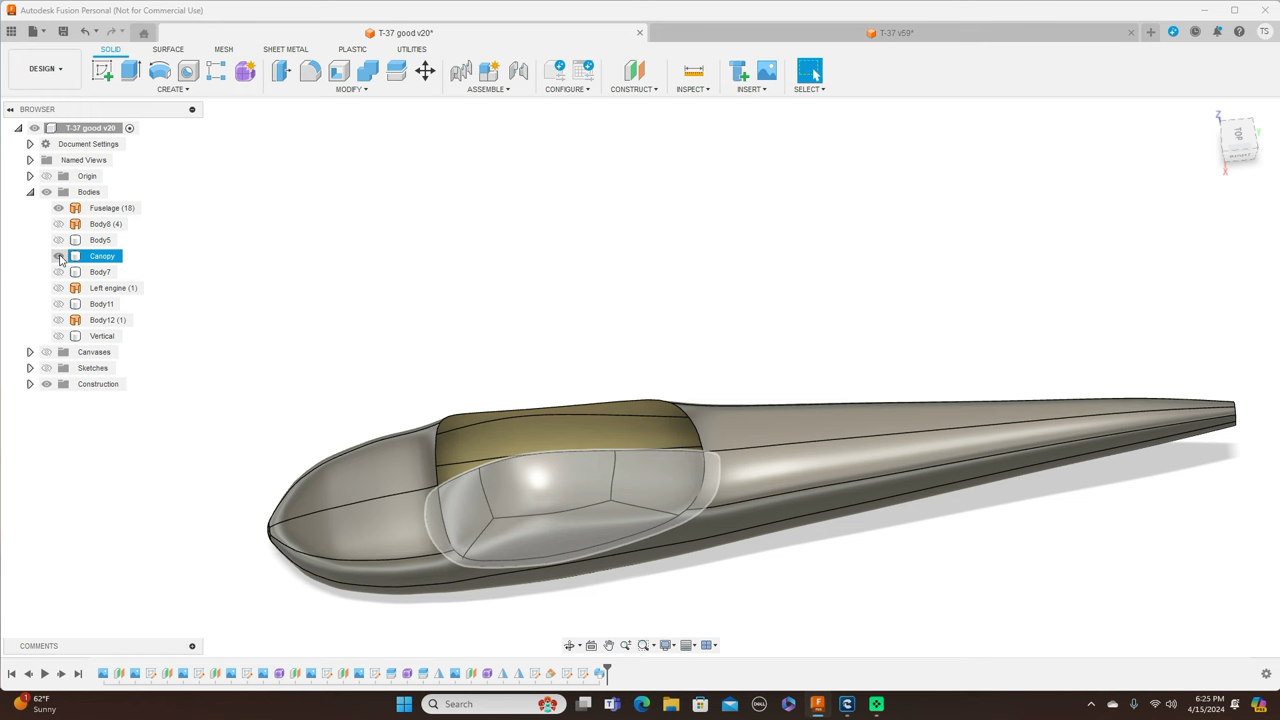 Autodesk Fusion Personal (Not for Commercial Use)
T-37 good v20*
T-37 v59*
TS
DESIGN
SOLID
SURFACE
MESH
SHEET METAL
PLASTIC
UTILITIES
CREATE
MODIFY
ASSEMBLE
CONFIGURE
CONSTRUCT
INSPECT
INSERT
SELECT
BROWSER
T-37 good v20
Document Settings
Named Views
Origin
Bodies
Fuselage (18)
Body8 (4)
Body5
Canopy
Body7
Left engine (1)
Body11
Body12 (1)
Vertical
Canvases
Sketches
Construction
Z
Y
TOP
X
COMMENTS
62°F
Sunny
Search
6:25 PM
4/15/2024